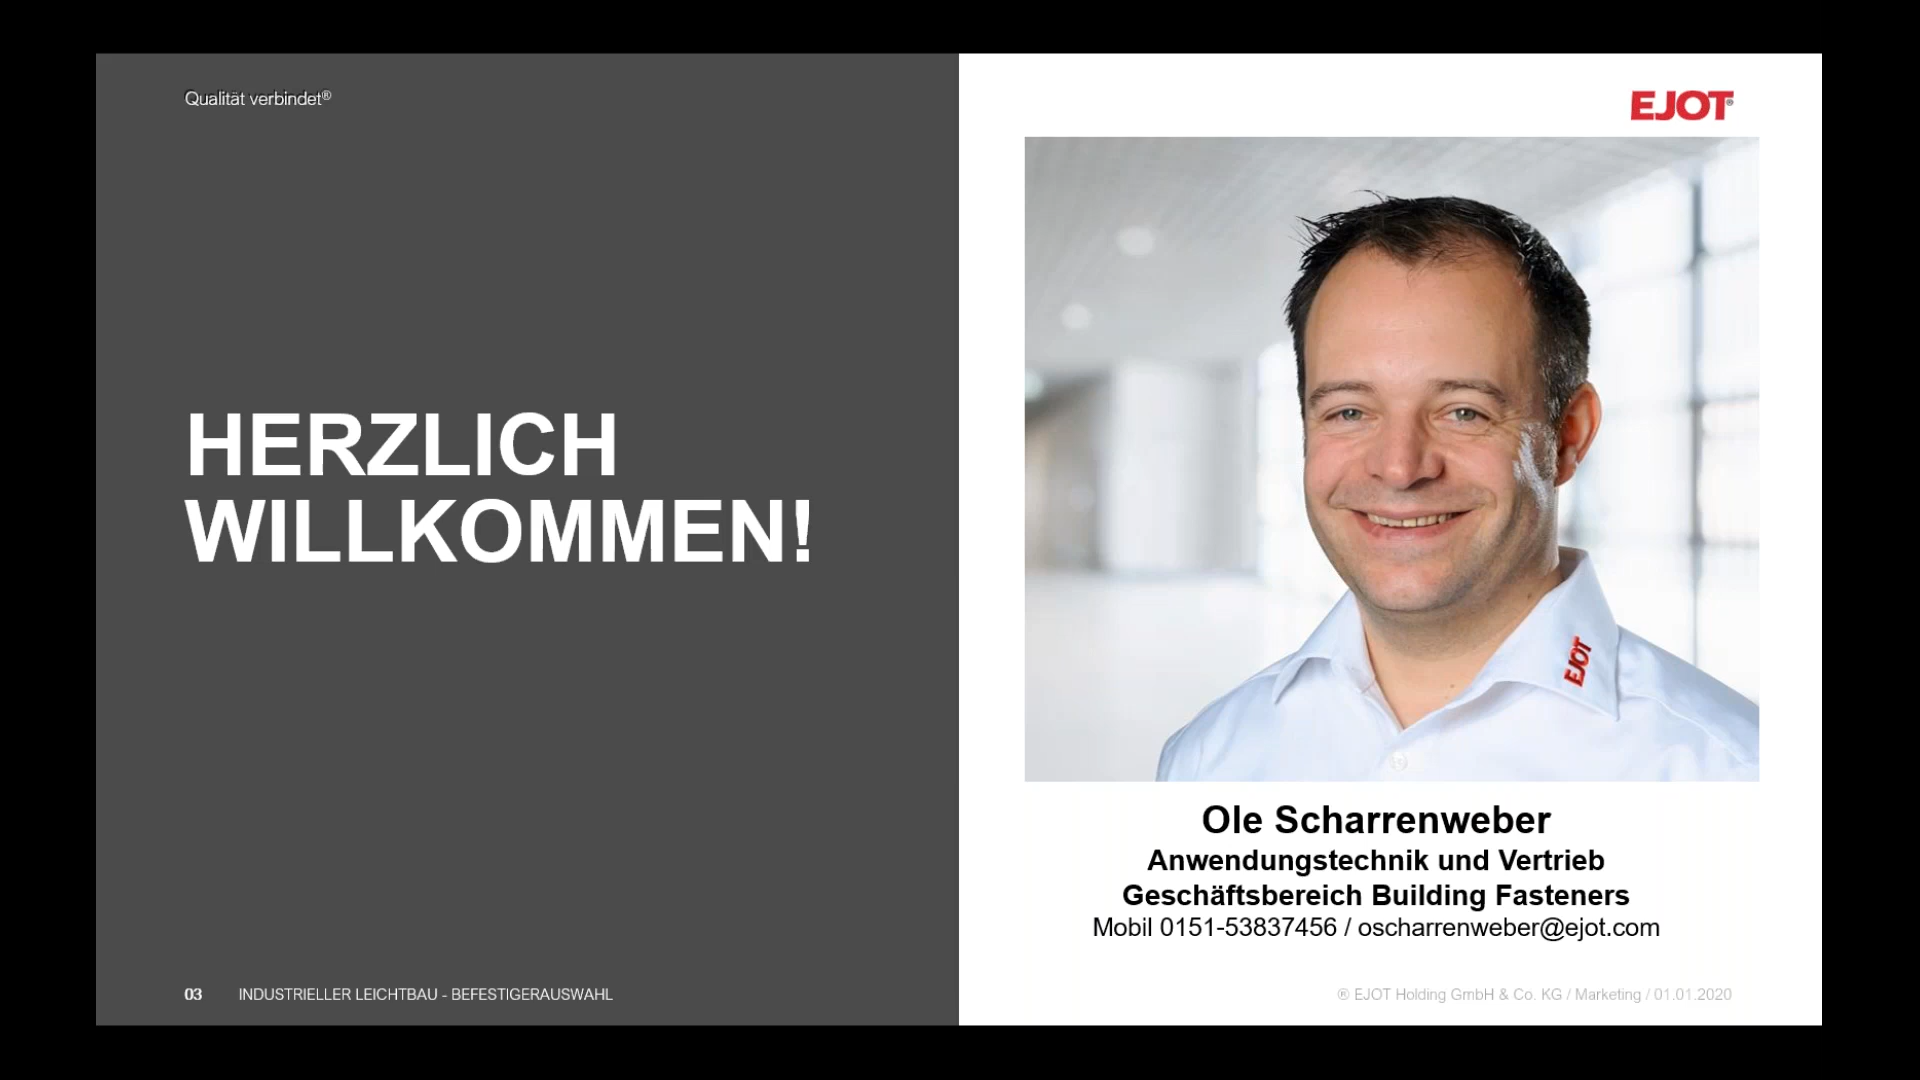 Qualität verbindet®
EJOT®
HERZLICH
WILLKOMMEN!
EJOT
Ole Scharrenweber
Anwendungstechnik und Vertrieb
Geschäftsbereich Building Fasteners
Mobil 0151-53837456 / oscharrenweber@ejot.com
03 INDUSTRIELLER LEICHTBAU - BEFESTIGERAUSWAHL
® EJOT Holding GmbH & Co. KG / Marketing / 01.01.2020